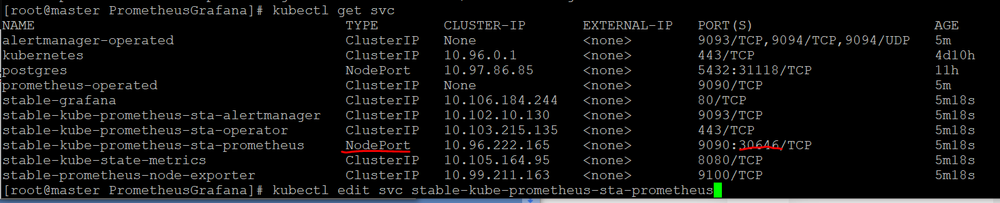 [root@master PrometheusGrafana]# kubectl get svc
NAME TYPE CLUSTER-IP EXTERNAL-IP PORT(S) AGE
alertmanager-operated ClusterIP None <none> 9093/TCP,9094/TCP,9094/UDP 5m
kubernetes ClusterIP 10.96.0.1 <none> 443/TCP 4d10h
postgres NodePort 10.97.86.85 <none> 5432:31118/TCP 11h
prometheus-operated ClusterIP None <none> 9090/TCP 5m
stable-grafana ClusterIP 10.106.184.244 <none> 80/TCP 5m18s
stable-kube-prometheus-sta-alertmanager ClusterIP 10.102.10.130 <none> 9093/TCP 5m18s
stable-kube-prometheus-sta-operator ClusterIP 10.103.215.135 <none> 443/TCP 5m18s
stable-kube-prometheus-sta-prometheus NodePort 10.96.222.165 <none> 9090:30646/TCP 5m18s
stable-kube-state-metrics ClusterIP 10.105.164.95 <none> 8080/TCP 5m18s
stable-prometheus-node-exporter ClusterIP 10.99.211.163 <none> 9100/TCP 5m18s
[root@master PrometheusGrafana]# kubectl edit svc stable-kube-prometheus-sta-prometheus